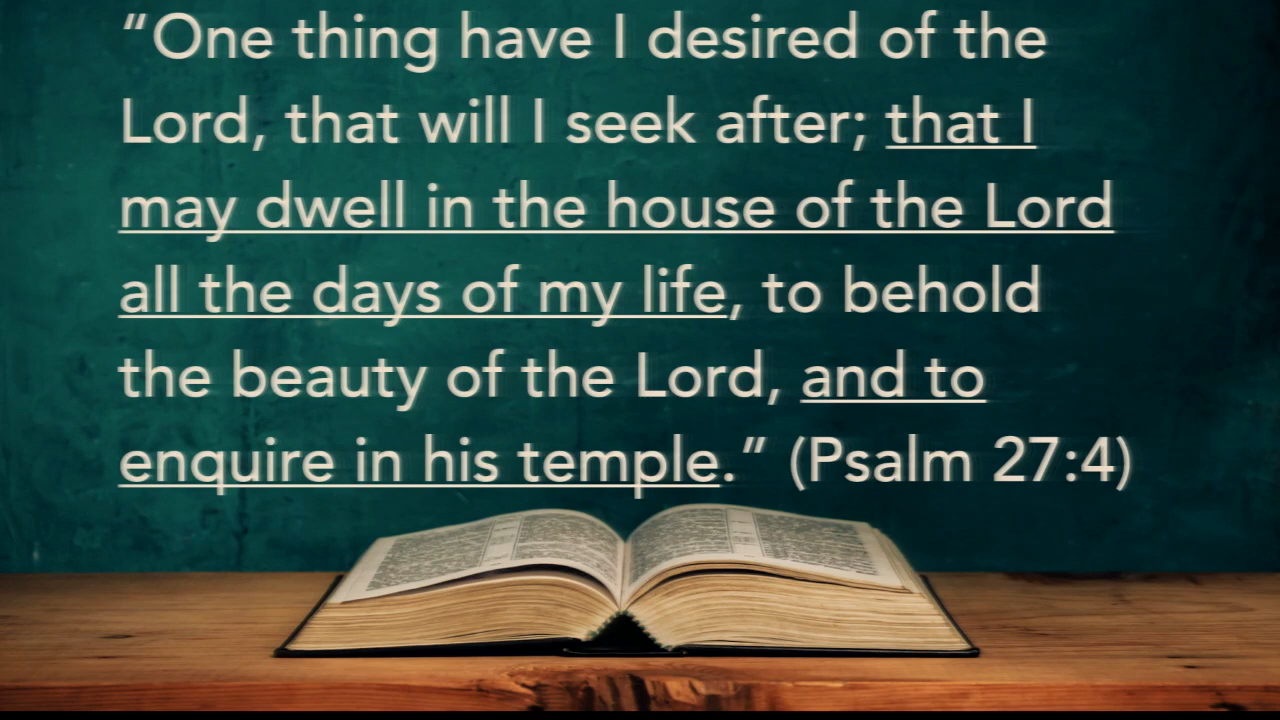 “One thing have I desired of the
Lord, that will I seek after; that I
may dwell in the house of the Lord
all the days of my life, to behold
the beauty of the Lord, and to
enquire in his temple.” (Psalm 27:4)